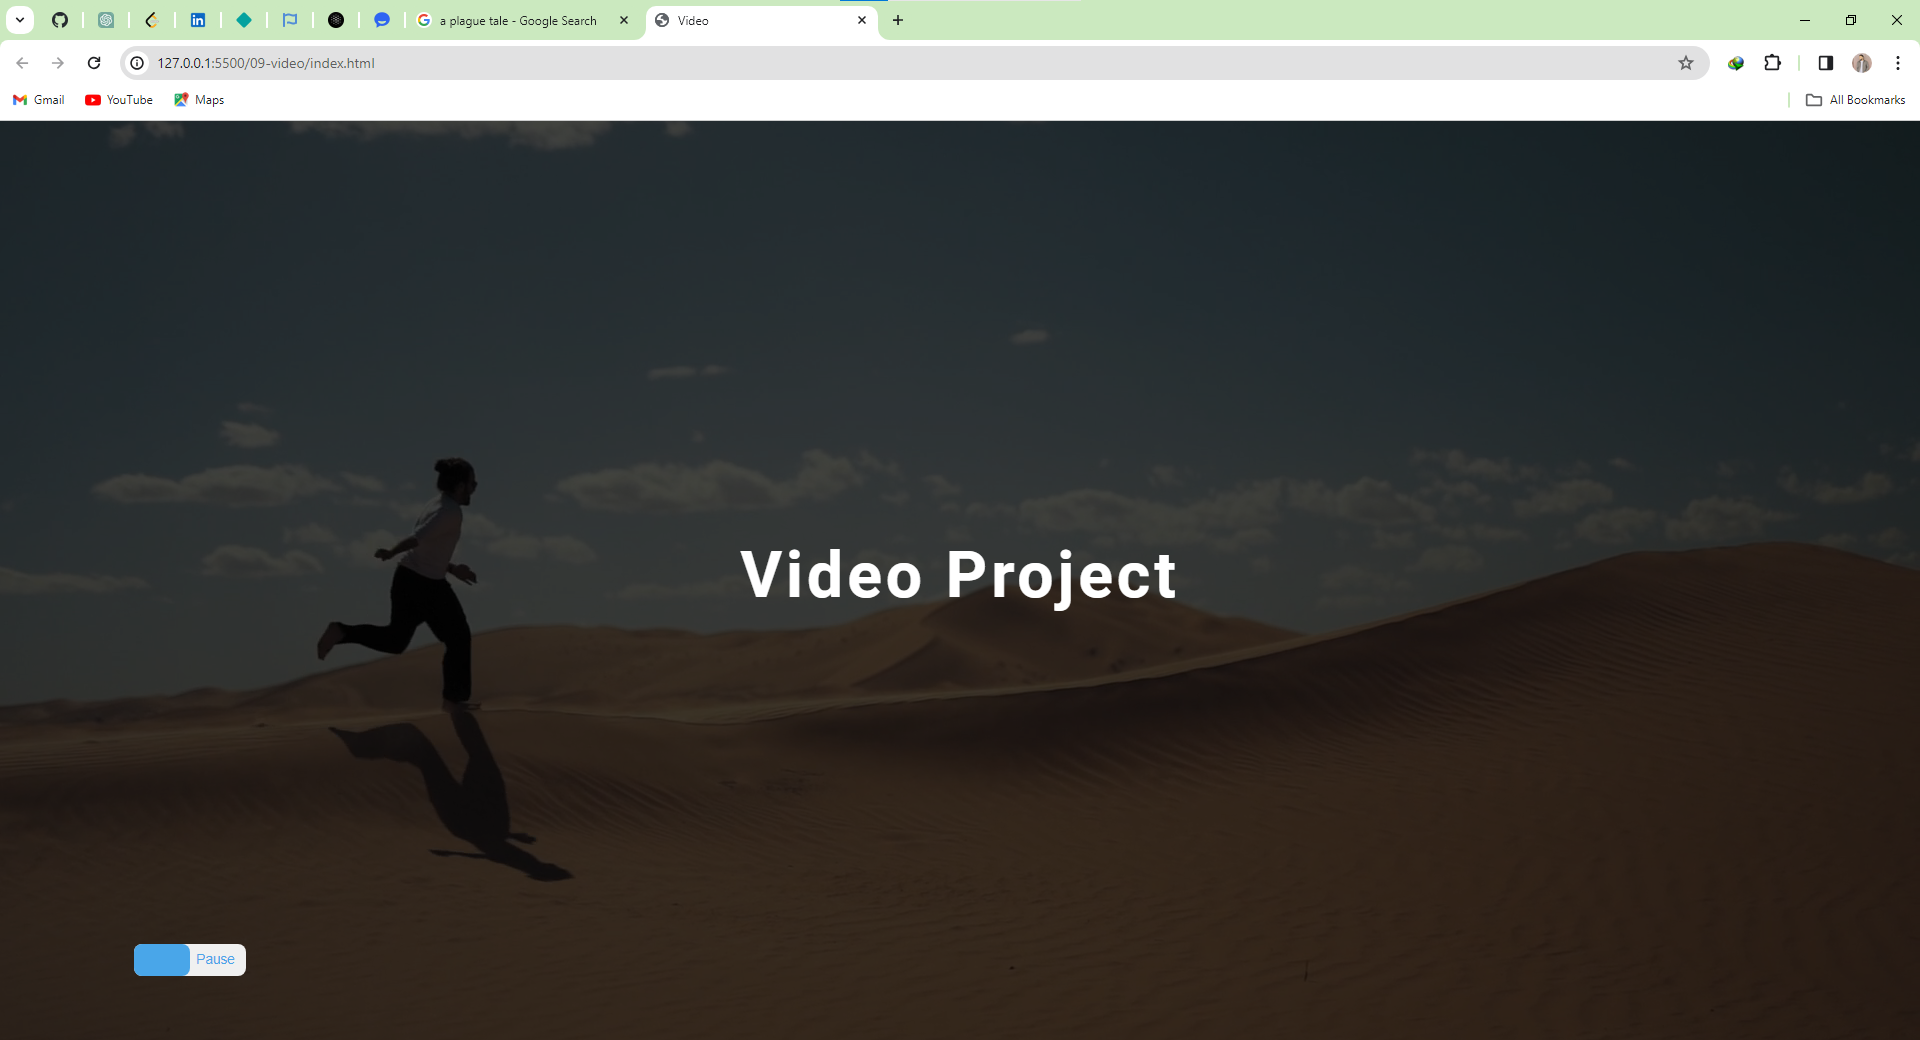 a plague tale - Google Search
Video
127.0.0.1:5500/09-video/index.html
Gmail
YouTube
Maps
All Bookmarks
Video Project
Pause